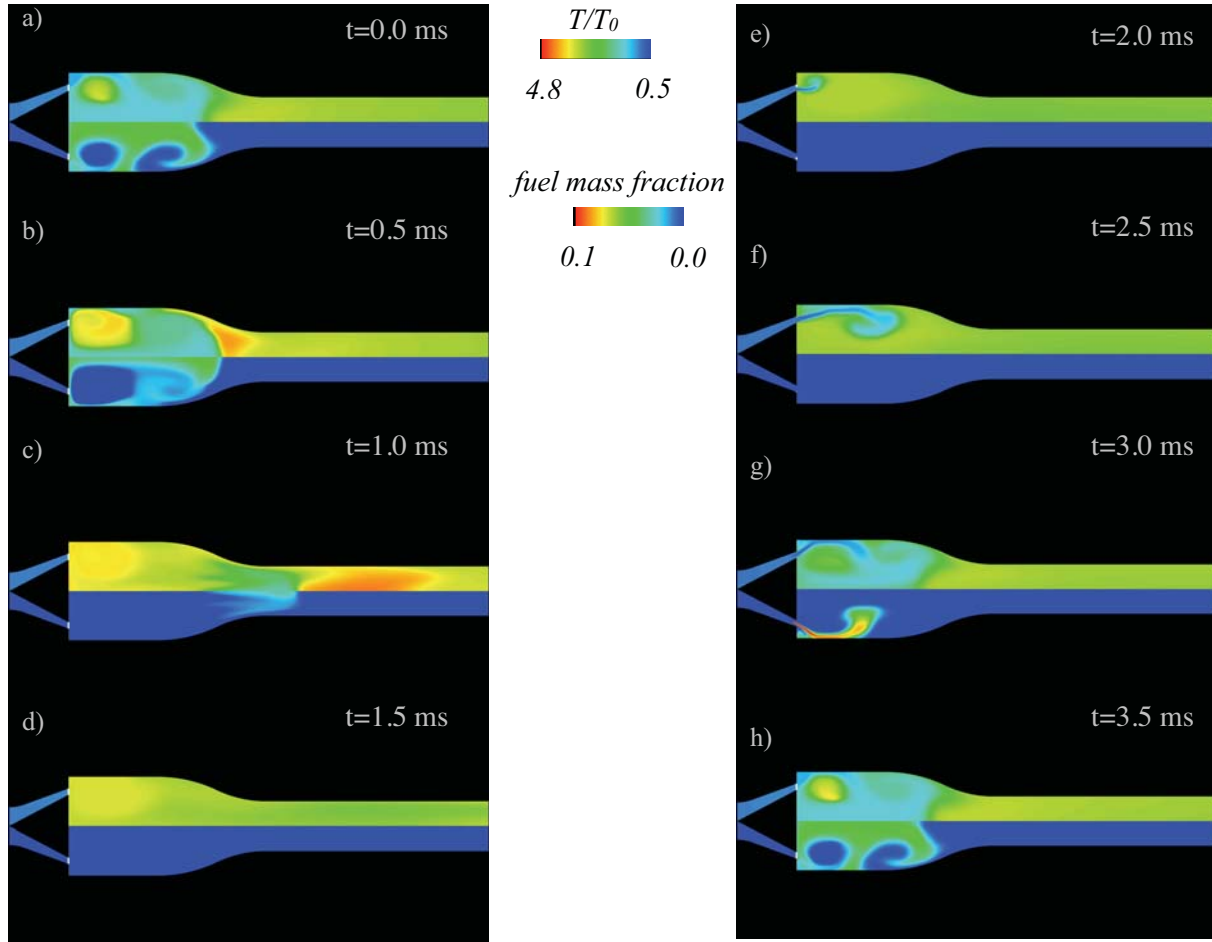 a)
t=0.0 ms
b)
t=0.5 ms
c)
t=1.0 ms
d)
t=1.5 ms
T/T0
4.8 0.5
fuel mass fraction
0.1 0.0
e)
t=2.0 ms
f)
t=2.5 ms
g)
t=3.0 ms
h)
t=3.5 ms